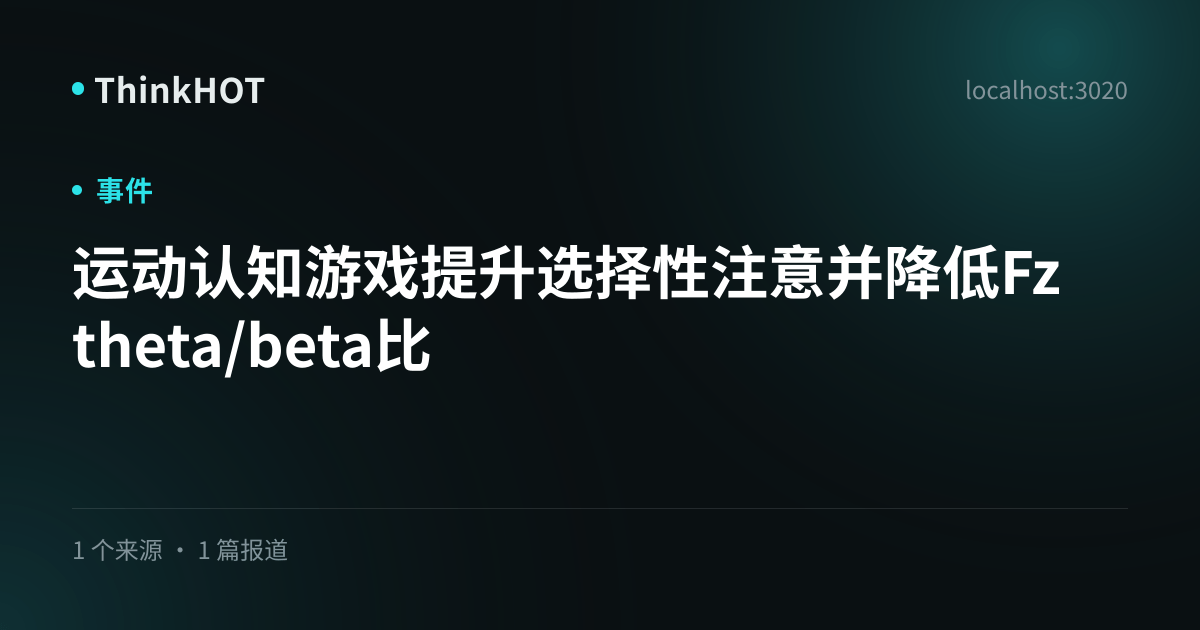 ThinkHOT
localhost:3020
事件
运动认知游戏提升选择性注意并降低Fz
theta/beta比
1 个来源 · 1 篇报道